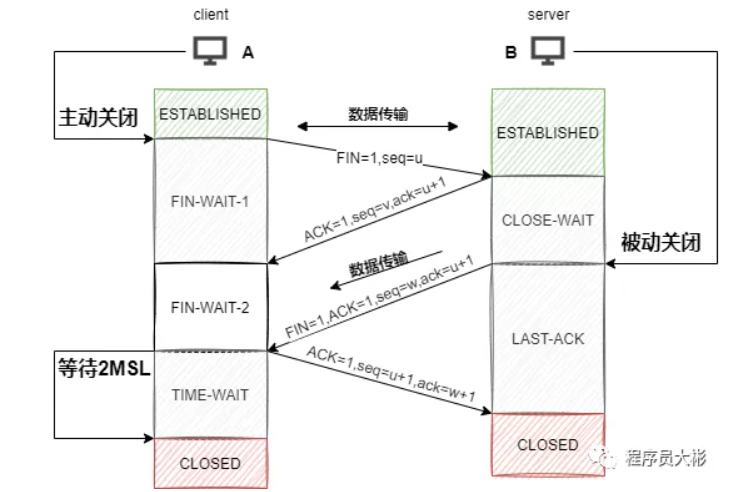 client
server
A
B
主动关闭
ESTABLISHED
数据传输
ESTABLISHED
FIN=1,seq=u
FIN-WAIT-1
ACK=1,seq=v,ack=u+1
CLOSE-WAIT
被动关闭
数据传输
FIN=1,ACK=1,seq=w,ack=u+1
FIN-WAIT-2
LAST-ACK
等待2MSL
ACK=1,seq=u+1,ack=w+1
TIME-WAIT
CLOSED
CLOSED
程序员大彬